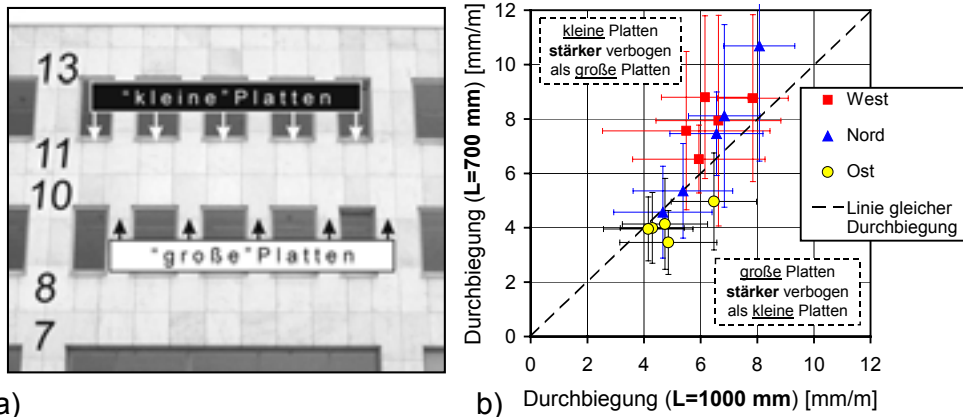 13
"kleine" Platten
11
10
"große" Platten
8
7
a)
b)
12
10
8
6
4
2
0
Durchbiegung (L=700 mm) [mm/m]
kleine Platten
stärker verbogen
als große Platten
West
Nord
Ost
Linie gleicher
Durchbiegung
große Platten
stärker verbogen
als kleine Platten
0 2 4 6 8 10 12
Durchbiegung (L=1000 mm) [mm/m]